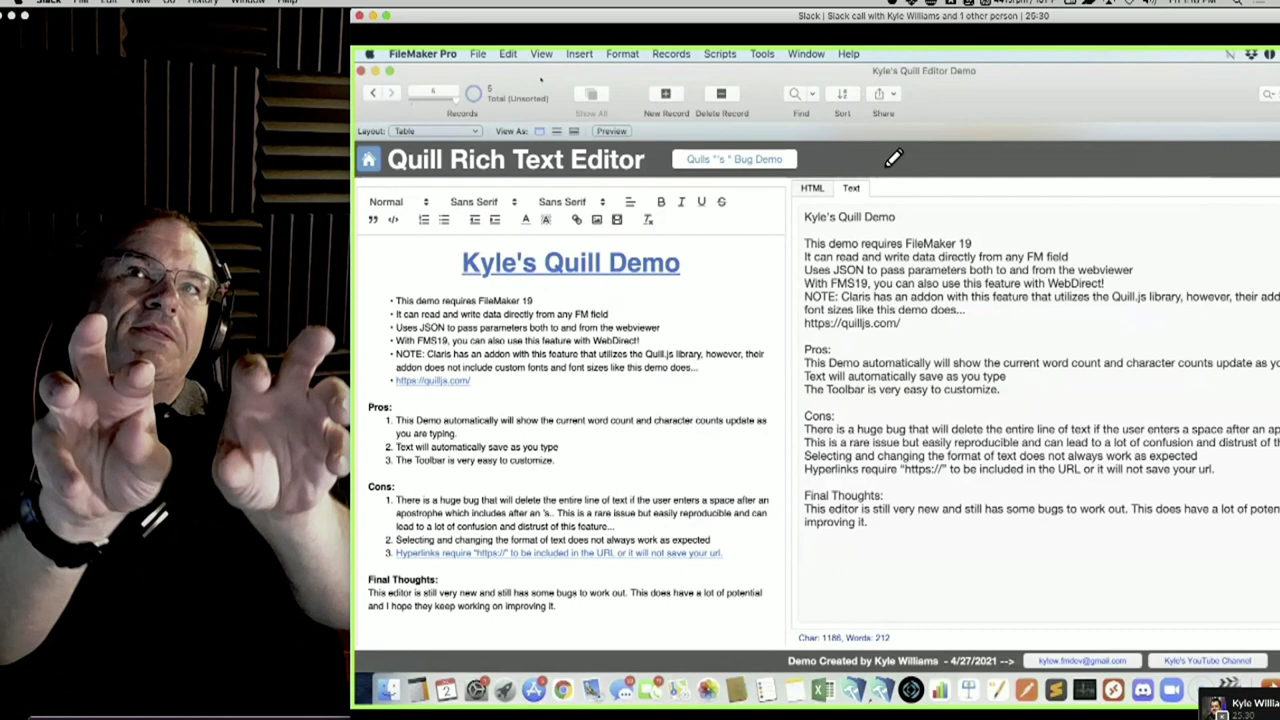 Slack File Edit View Go History Window Help
Slack | Slack call with Kyle Williams and 1 other person | 25:30
FileMaker Pro File Edit View Insert Format Records Scripts Tools Window Help
Kyle's Quill Editor Demo
5
Total (Unsorted)
Records Show All New Record Delete Record Find Sort Share
Layout: Table View As: Preview
Quill Rich Text Editor
Quils "'s " Bug Demo
HTML Text
Normal Sans Serif Sans Serif B I U S
Kyle's Quill Demo
• This demo requires FileMaker 19
• It can read and write data directly from any FM field
• Uses JSON to pass parameters both to and from the webviewer
• With FMS19, you can also use this feature with WebDirect!
• NOTE: Claris has an addon with this feature that utilizes the Quill.js library, however, their
addon does not include custom fonts and font sizes like this demo does...
• https://quilljs.com/
Pros:
1. This Demo automatically will show the current word count and character counts update as
you are typing.
2. Text will automatically save as you type
3. The Toolbar is very easy to customize.
Cons:
1. There is a huge bug that will delete the entire line of text if the user enters a space after an
apostrophe which includes after an 's.. This is a rare issue but easily reproducible and can
lead to a lot of confusion and distrust of this feature...
2. Selecting and changing the format of text does not always work as expected
3. Hyperlinks require "https://" to be included in the URL or it will not save your url.
Final Thoughts:
This editor is still very new and still has some bugs to work out. This does have a lot of potential
and I hope they keep working on improving it.
Kyle's Quill Demo
This demo requires FileMaker 19
It can read and write data directly from any FM field
Uses JSON to pass parameters both to and from the webviewer
With FMS19, you can also use this feature with WebDirect!
NOTE: Claris has an addon with this feature that utilizes the Quill.js library, however, their add
font sizes like this demo does...
https://quilljs.com/
Pros:
This Demo automatically will show the current word count and character counts update as yo
Text will automatically save as you type
The Toolbar is very easy to customize.
Cons:
There is a huge bug that will delete the entire line of text if the user enters a space after an ap
This is a rare issue but easily reproducible and can lead to a lot of confusion and distrust of th
Selecting and changing the format of text does not always work as expected
Hyperlinks require "https://" to be included in the URL or it will not save your url.
Final Thoughts:
This editor is still very new and still has some bugs to work out. This does have a lot of poten
improving it.
Char: 1186, Words: 212
Demo Created by Kyle Williams - 4/27/2021 -->
kylew.fmdev@gmail.com
Kyle's YouTube Channel
Kyle Willia
25:30